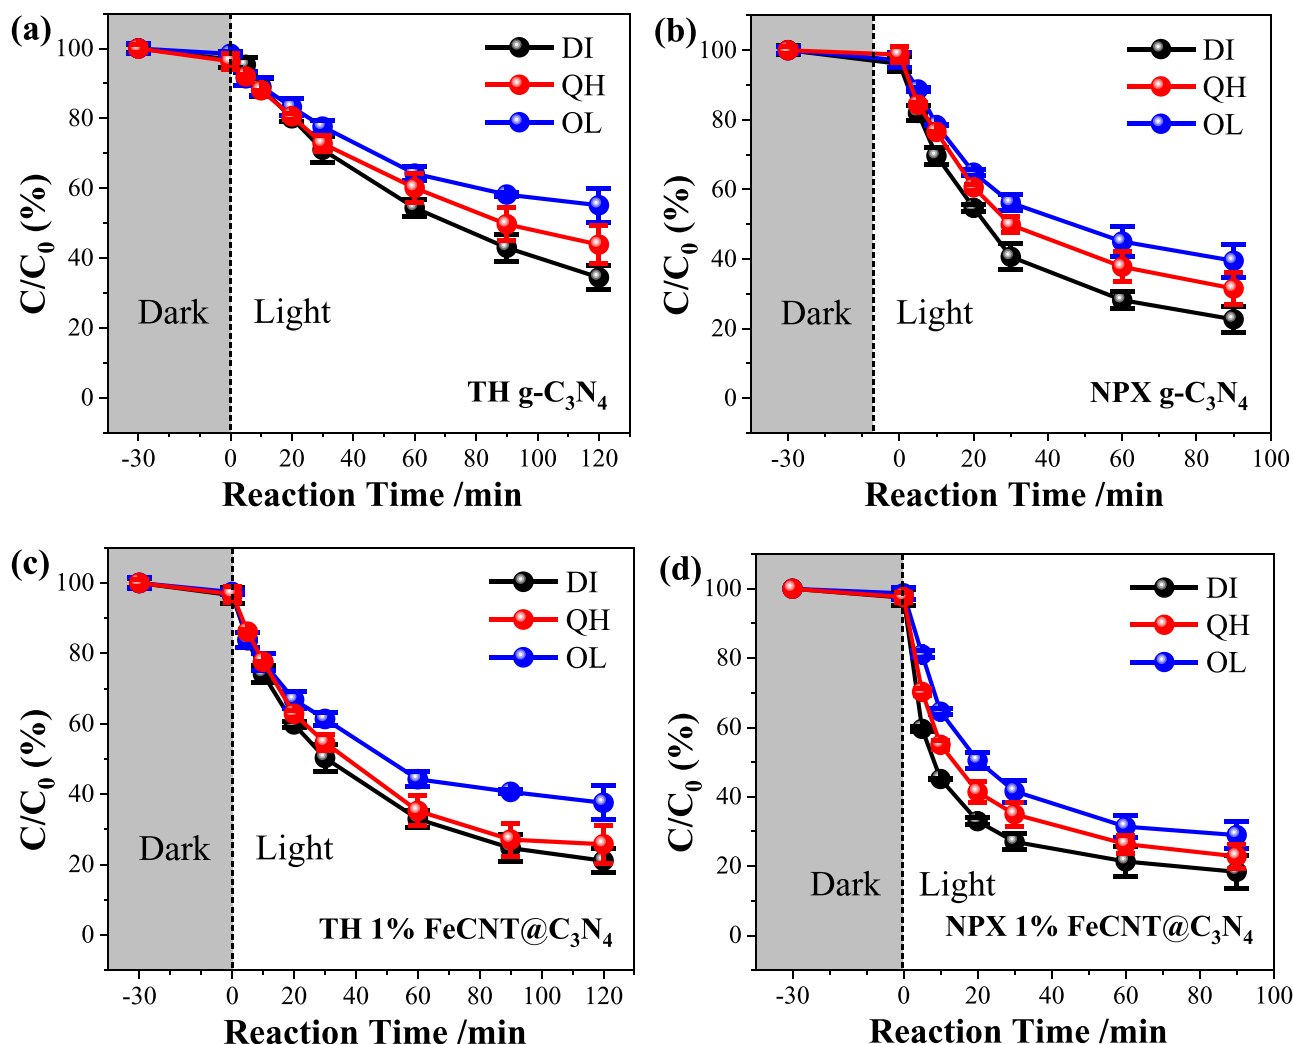 (a)
DI
QH
OL
C/C₀ (%)
100
80
60
40
20
0
Dark
Light
TH g-C₃N₄
-30 0 20 40 60 80 100 120
Reaction Time /min
(b)
DI
QH
OL
C/C₀ (%)
100
80
60
40
20
0
Dark
Light
NPX g-C₃N₄
-30 0 20 40 60 80 100
Reaction Time /min
(c)
DI
QH
OL
C/C₀ (%)
100
80
60
40
20
0
Dark
Light
TH 1% FeCNT@C₃N₄
-30 0 20 40 60 80 100 120
Reaction Time /min
(d)
DI
QH
OL
C/C₀ (%)
100
80
60
40
20
0
Dark
Light
NPX 1% FeCNT@C₃N₄
-30 0 20 40 60 80 100
Reaction Time /min